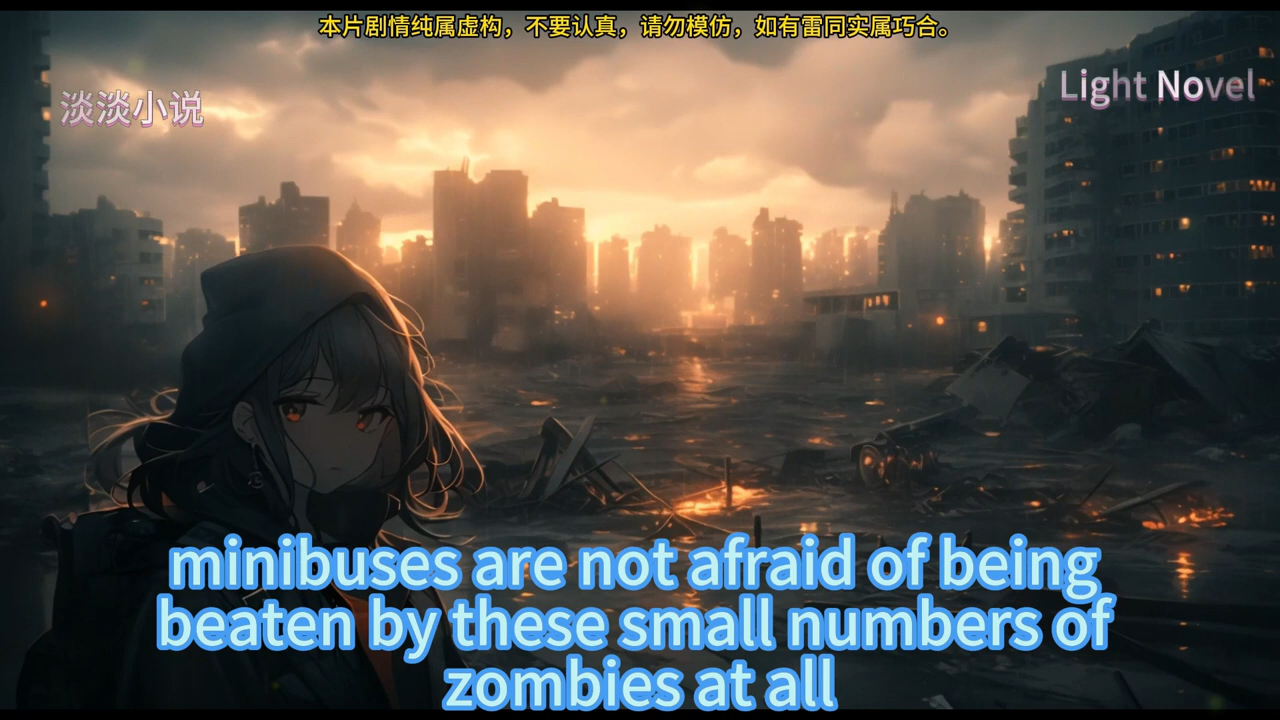 本片剧情纯属虚构，不要认真，请勿模仿，如有雷同实属巧合。
淡淡小说
Light Novel
minibuses are not afraid of being
beaten by these small numbers of
zombies at all